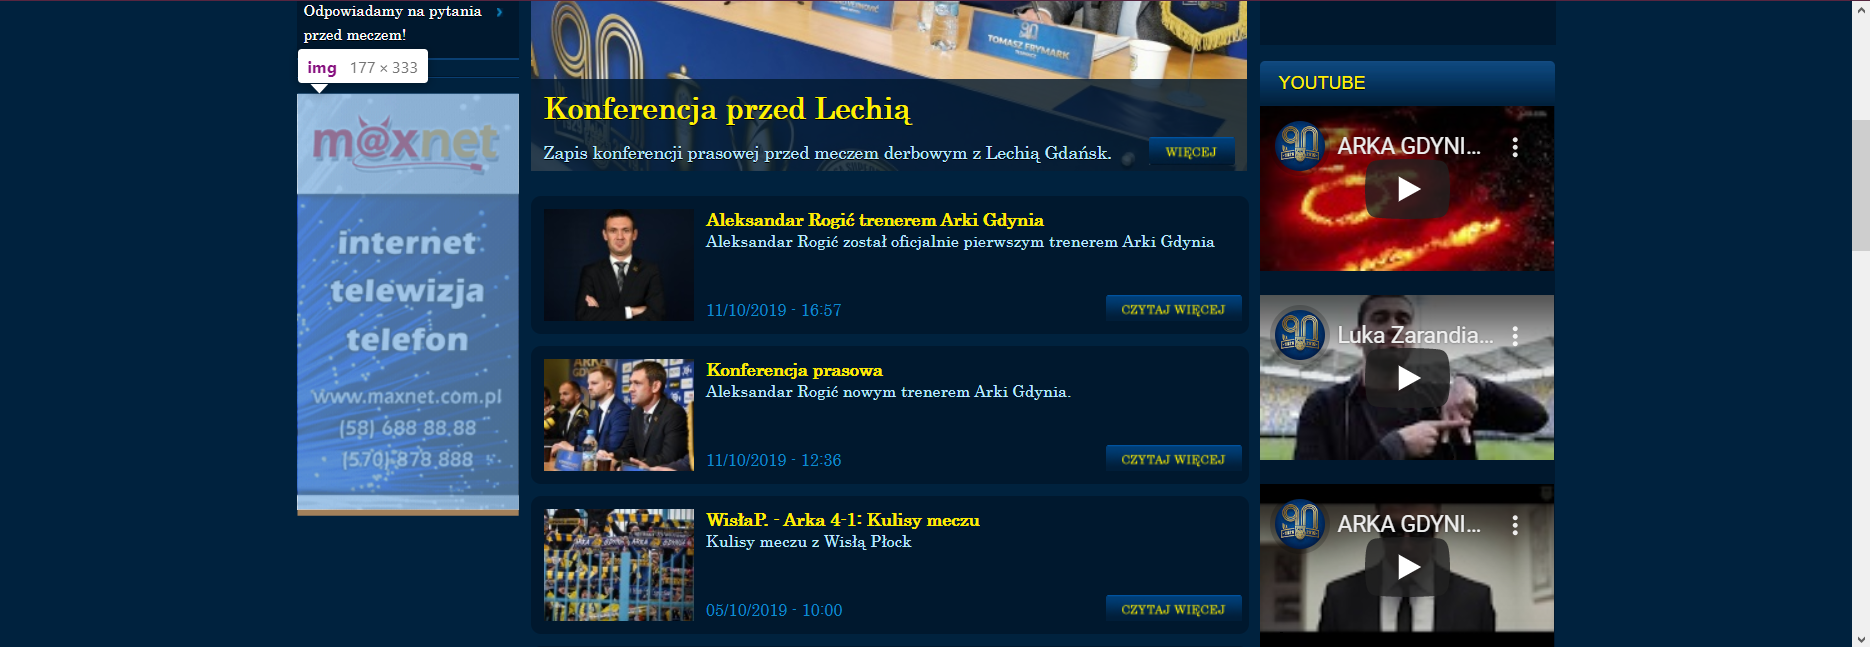 Odpowiadamy na pytania
przed meczem!
img 177 × 333
m@xnet
internet
telewizja
telefon
www.maxnet.com.pl
(58) 688 88 88
(570) 878 888
90
TOMASZ FRYMARK
Konferencja przed Lechią
Zapis konferencji prasowej przed meczem derbowym z Lechią Gdańsk.
WIĘCEJ
Aleksandar Rogić trenerem Arki Gdynia
Aleksandar Rogić został oficjalnie pierwszym trenerem Arki Gdynia
11/10/2019 - 16:57
CZYTAJ WIĘCEJ
Konferencja prasowa
Aleksandar Rogić nowym trenerem Arki Gdynia.
11/10/2019 - 12:36
CZYTAJ WIĘCEJ
WisłaP. - Arka 4-1: Kulisy meczu
Kulisy meczu z Wisłą Płock
05/10/2019 - 10:00
CZYTAJ WIĘCEJ
YOUTUBE
90
ARKA GDYNI...
90
Luka Zarandia...
90
ARKA GDYNI...